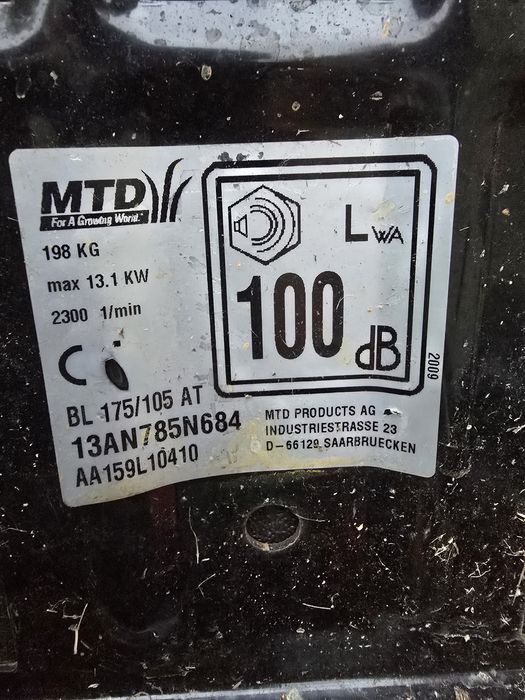 MTD
For A Growing World.
198 KG
max 13.1 KW
2300 1/min
LWA
100
dB
2009
BL 175/105 AT
13AN785N684
AA159L10410
MTD PRODUCTS AG
INDUSTRIESTRASSE 23
D-66129 SAARBRUECKEN